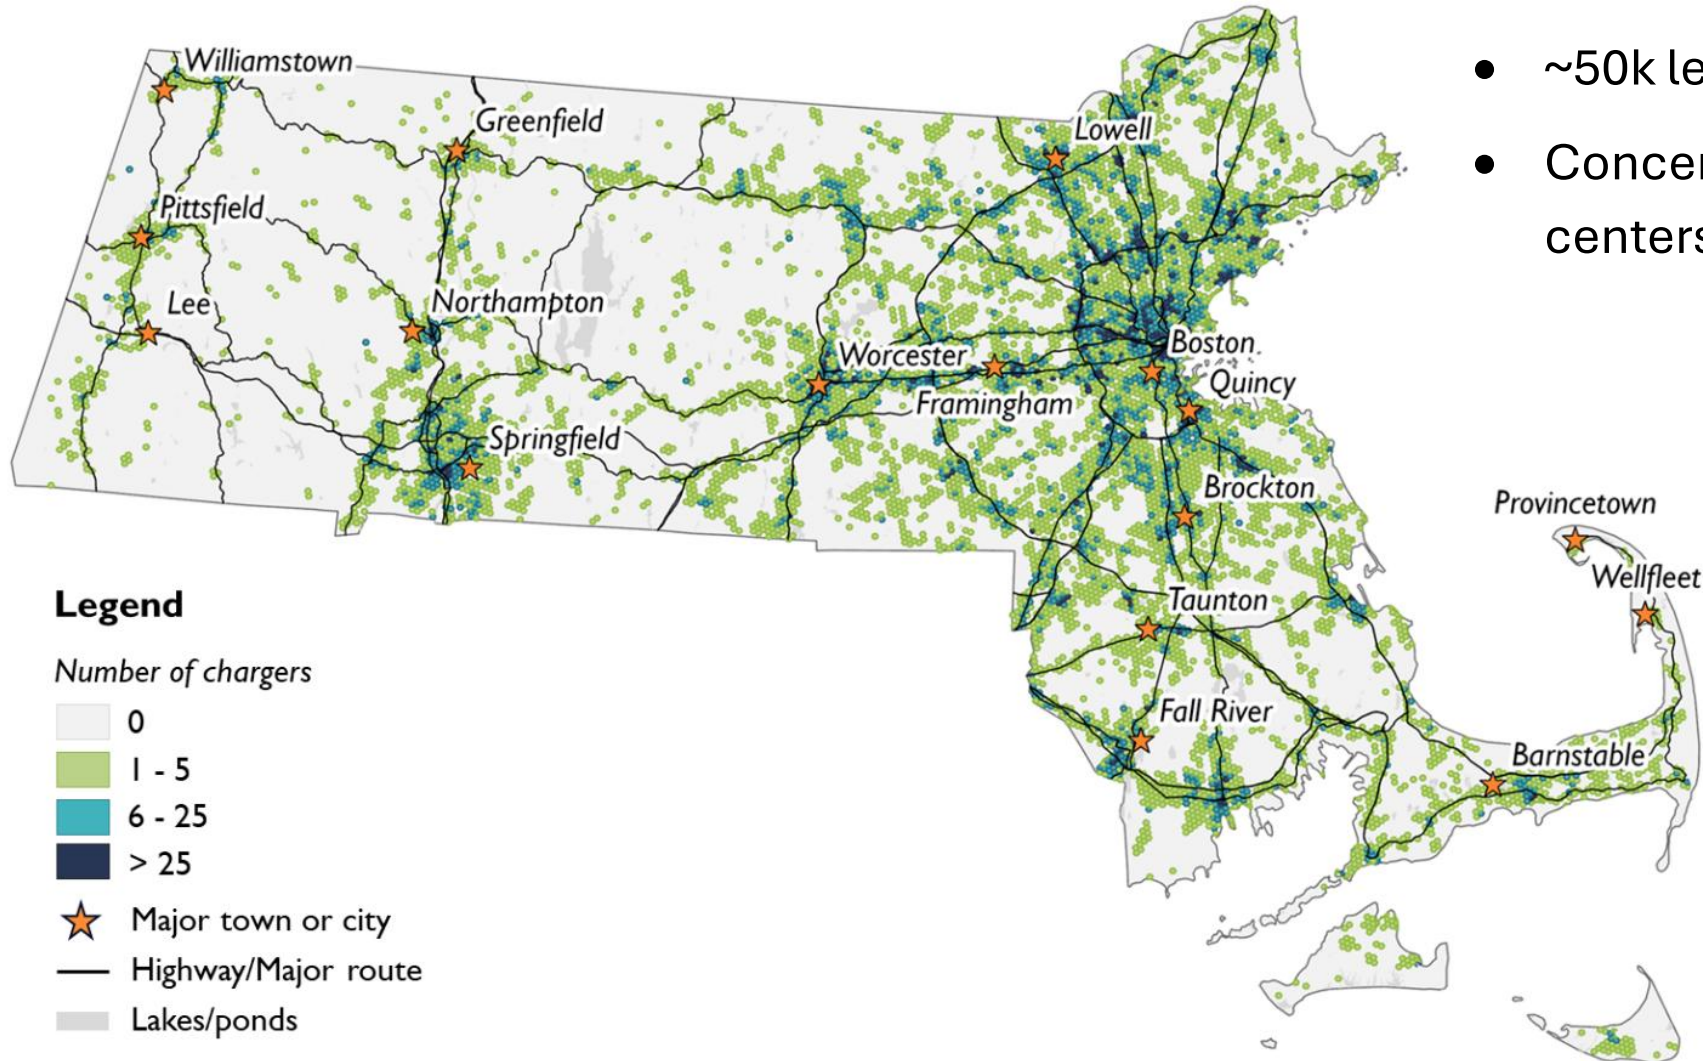 Williamstown
Greenfield
Lowell
Pittsfield
Lee
Northampton
Worcester
Boston
Quincy
Framingham
Springfield
Brockton
Provincetown
Wellfleet
Taunton
Fall River
Barnstable
Legend
Number of chargers
0
1 - 5
6 - 25
> 25
Major town or city
Highway/Major route
Lakes/ponds
• ~50k
•
centers